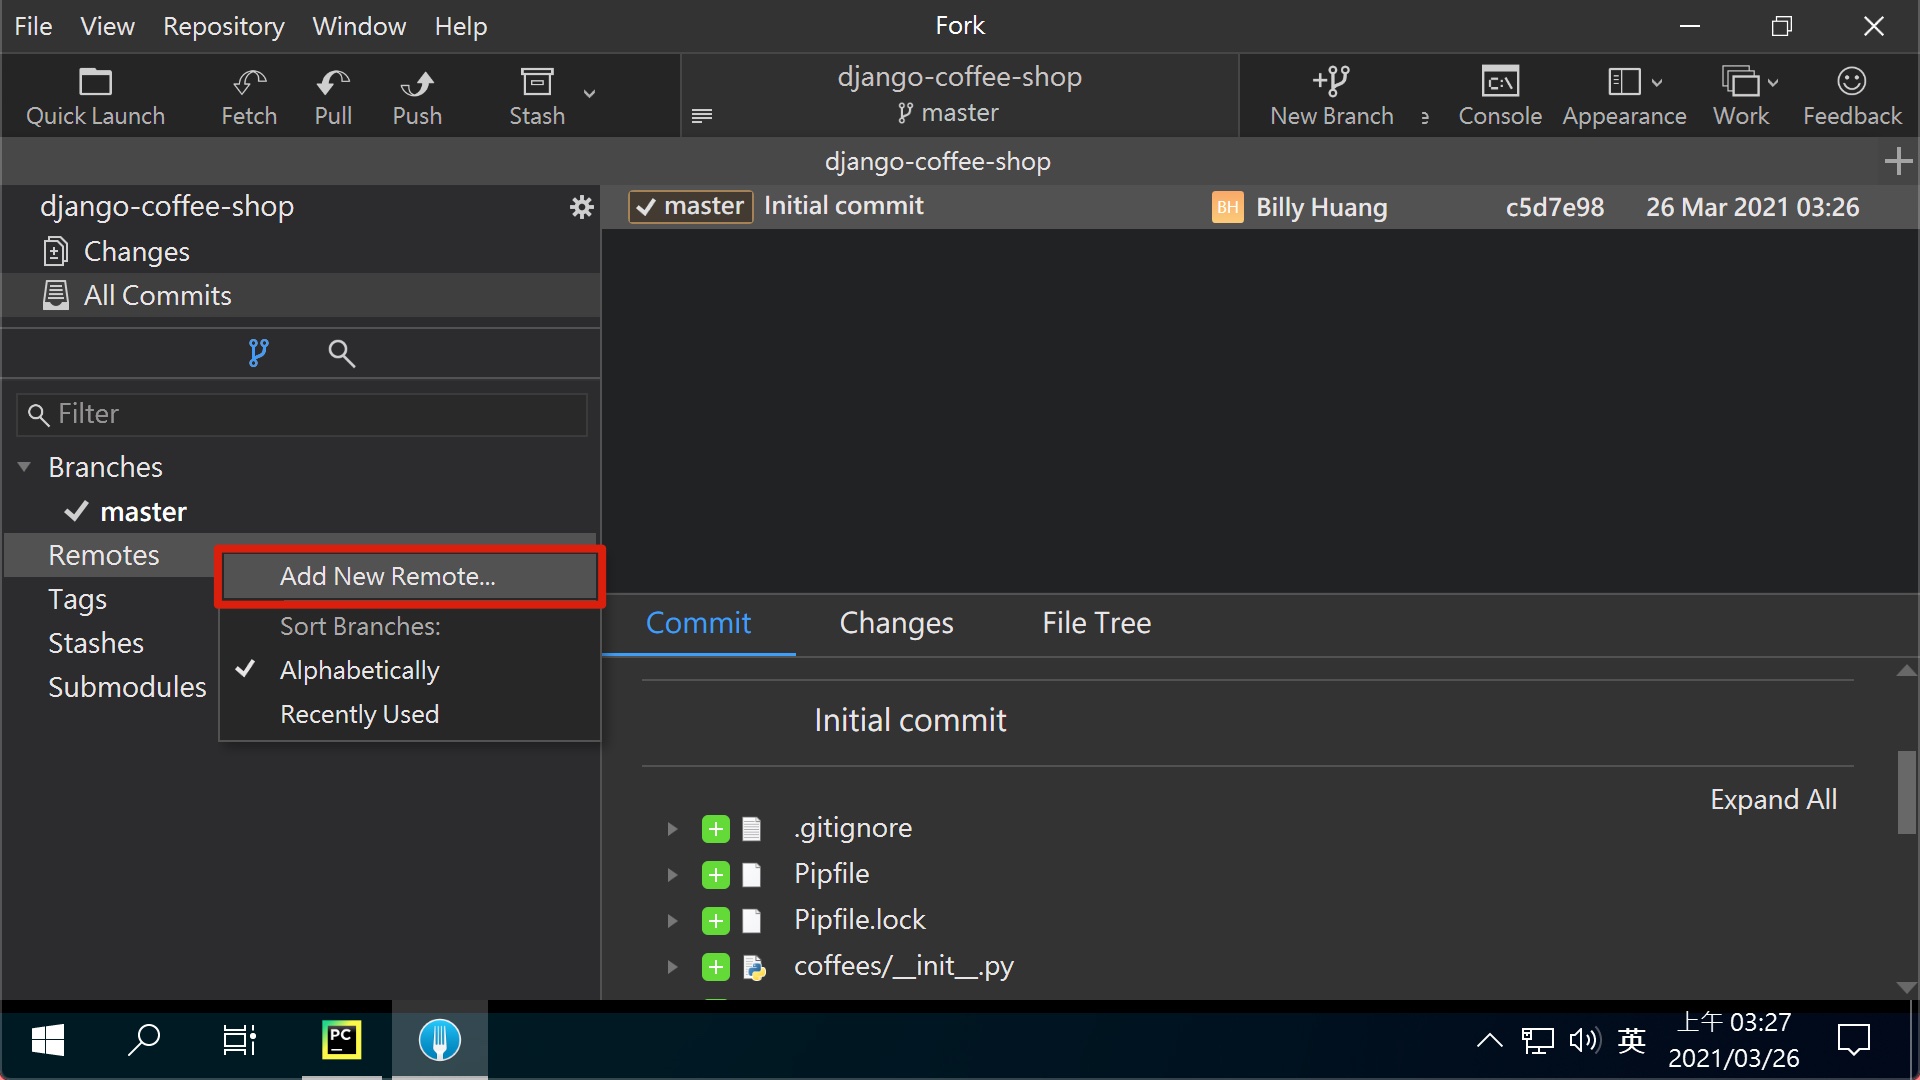 File View Repository Window Help
Fork
Quick Launch
Fetch
Pull
Push
Stash
django-coffee-shop
master
New Branch
Console
Appearance
Work
Feedback
django-coffee-shop
django-coffee-shop
Changes
All Commits
Filter
Branches
master
Remotes
Tags
Stashes
Submodules
Add New Remote...
Sort Branches:
Alphabetically
Recently Used
master Initial commit BH Billy Huang c5d7e98 26 Mar 2021 03:26
Commit Changes File Tree
Initial commit
Expand All
.gitignore
Pipfile
Pipfile.lock
coffees/__init__.py
PC
英
上午 03:27
2021/03/26